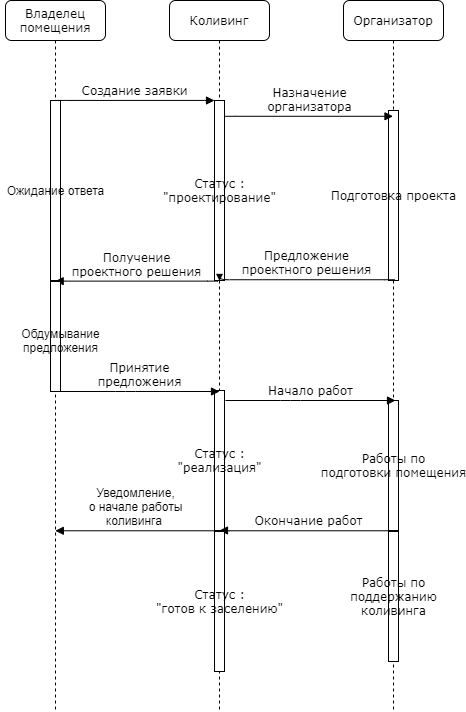 Владелец
помещения
Коливинг
Организатор
Создание заявки
Назначение
организатора
Ожидание ответа
Статус :
"проектирование"
Подготовка проекта
Получение
проектного решения
Предложение
проектного решения
Обдумывание
предложения
Принятие
предложения
Начало работ
Статус :
"реализация"
Работы по
подготовки помещения
Уведомление,
о начале работы
коливинга
Окончание работ
Статус :
"готов к заселению"
Работы по
поддержанию
коливинга